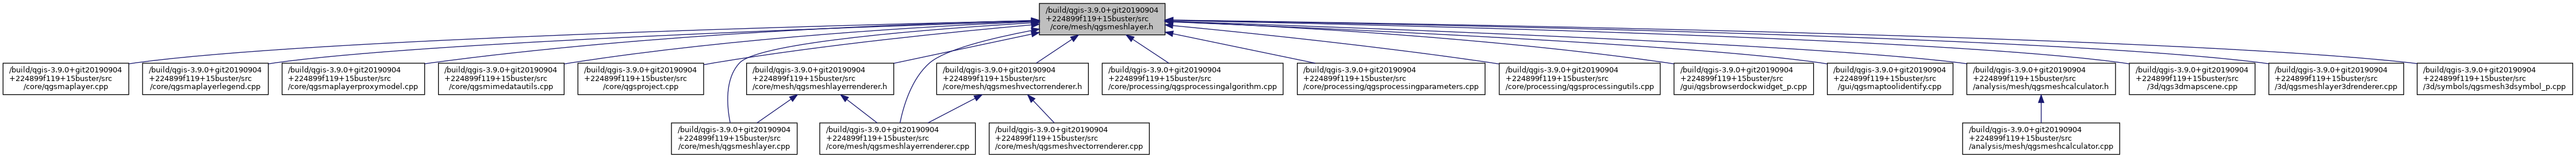 /build/qgis-3.9.0+git20190904
+224899f119+15buster/src
/core/mesh/qgsmeshlayer.h
/build/qgis-3.9.0+git20190904
+224899f119+15buster/src
/core/qgsmaplayer.cpp
/build/qgis-3.9.0+git20190904
+224899f119+15buster/src
/core/qgsmaplayerlegend.cpp
/build/qgis-3.9.0+git20190904
+224899f119+15buster/src
/core/qgsmaplayerproxymodel.cpp
/build/qgis-3.9.0+git20190904
+224899f119+15buster/src
/core/qgsmimedatautils.cpp
/build/qgis-3.9.0+git20190904
+224899f119+15buster/src
/core/qgsproject.cpp
/build/qgis-3.9.0+git20190904
+224899f119+15buster/src
/core/mesh/qgsmeshlayerrenderer.h
/build/qgis-3.9.0+git20190904
+224899f119+15buster/src
/core/mesh/qgsmeshvectorrenderer.h
/build/qgis-3.9.0+git20190904
+224899f119+15buster/src
/core/processing/qgsprocessingalgorithm.cpp
/build/qgis-3.9.0+git20190904
+224899f119+15buster/src
/core/processing/qgsprocessingparameters.cpp
/build/qgis-3.9.0+git20190904
+224899f119+15buster/src
/core/processing/qgsprocessingutils.cpp
/build/qgis-3.9.0+git20190904
+224899f119+15buster/src
/gui/qgsbrowserdockwidget_p.cpp
/build/qgis-3.9.0+git20190904
+224899f119+15buster/src
/gui/qgsmaptoolidentify.cpp
/build/qgis-3.9.0+git20190904
+224899f119+15buster/src
/analysis/mesh/qgsmeshcalculator.h
/build/qgis-3.9.0+git20190904
+224899f119+15buster/src
/3d/qgs3dmapscene.cpp
/build/qgis-3.9.0+git20190904
+224899f119+15buster/src
/3d/qgsmeshlayer3drenderer.cpp
/build/qgis-3.9.0+git20190904
+224899f119+15buster/src
/3d/symbols/qgsmesh3dsymbol_p.cpp
/build/qgis-3.9.0+git20190904
+224899f119+15buster/src
/core/mesh/qgsmeshlayer.cpp
/build/qgis-3.9.0+git20190904
+224899f119+15buster/src
/core/mesh/qgsmeshlayerrenderer.cpp
/build/qgis-3.9.0+git20190904
+224899f119+15buster/src
/core/mesh/qgsmeshvectorrenderer.cpp
/build/qgis-3.9.0+git20190904
+224899f119+15buster/src
/analysis/mesh/qgsmeshcalculator.cpp